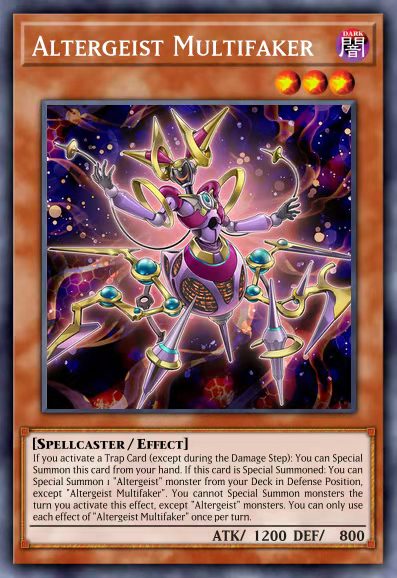 ALTERGEIST MULTIFAKER
DARK
闇
[SPELLCASTER / EFFECT]
If you activate a Trap Card (except during the Damage Step): You can Special
Summon this card from your hand. If this card is Special Summoned: You can
Special Summon 1 "Altergeist" monster from your Deck in Defense Position,
except "Altergeist Multifaker". You cannot Special Summon monsters the
turn you activate this effect, except "Altergeist" monsters. You can only use
each effect of "Altergeist Multifaker" once per turn.
ATK/ 1200 DEF/ 800